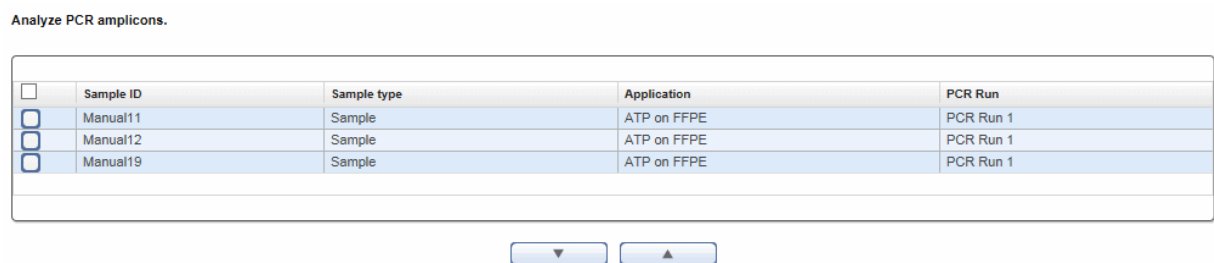 Analyze PCR amplicons.
Sample ID Sample type Application PCR Run
Manual11 Sample ATP on FFPE PCR Run 1
Manual12 Sample ATP on FFPE PCR Run 1
Manual19 Sample ATP on FFPE PCR Run 1